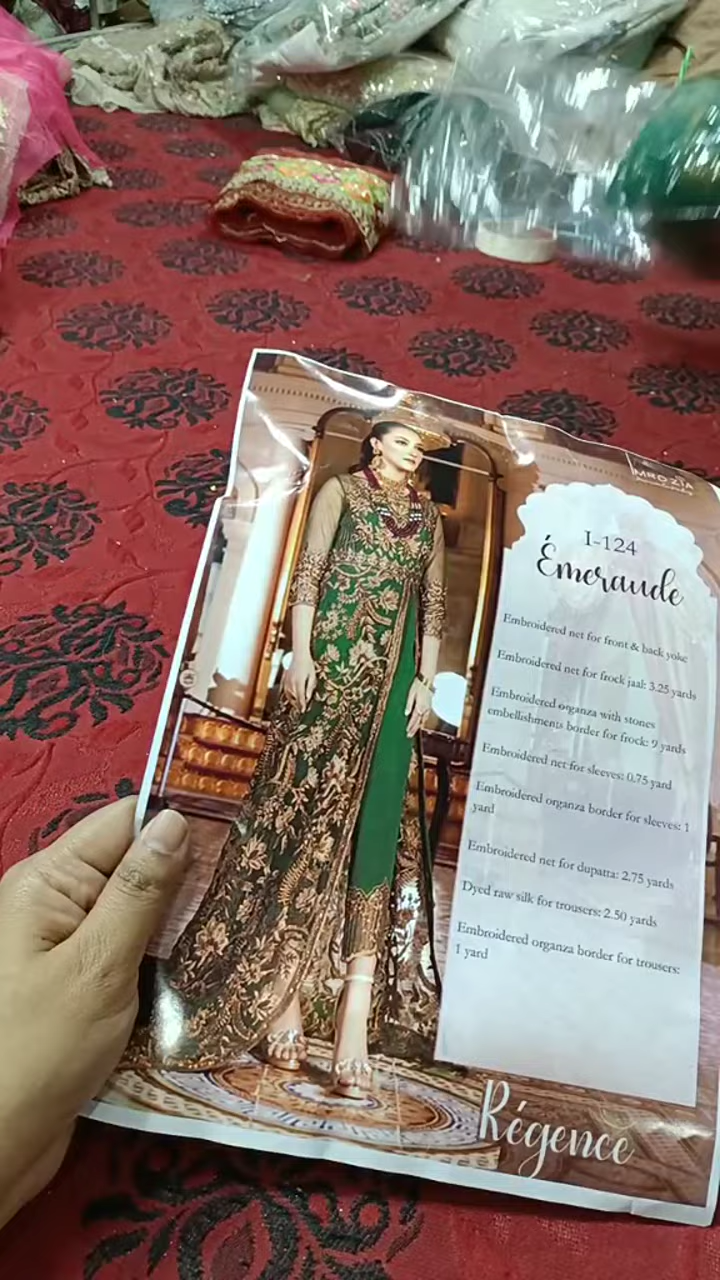 IMROZIA
I-124
Émeraude
Embroidered net for front & back yoke
Embroidered net for frock jaal: 3.25 yards
Embroidered organza with stones
embellishments border for frock: 9 yards
Embroidered net for sleeves: 0.75 yard
Embroidered organza border for sleeves: 1
yard
Embroidered net for dupatta: 2.75 yards
Dyed raw silk for trousers: 2.50 yards
Embroidered organza border for trousers:
1 yard
Régence